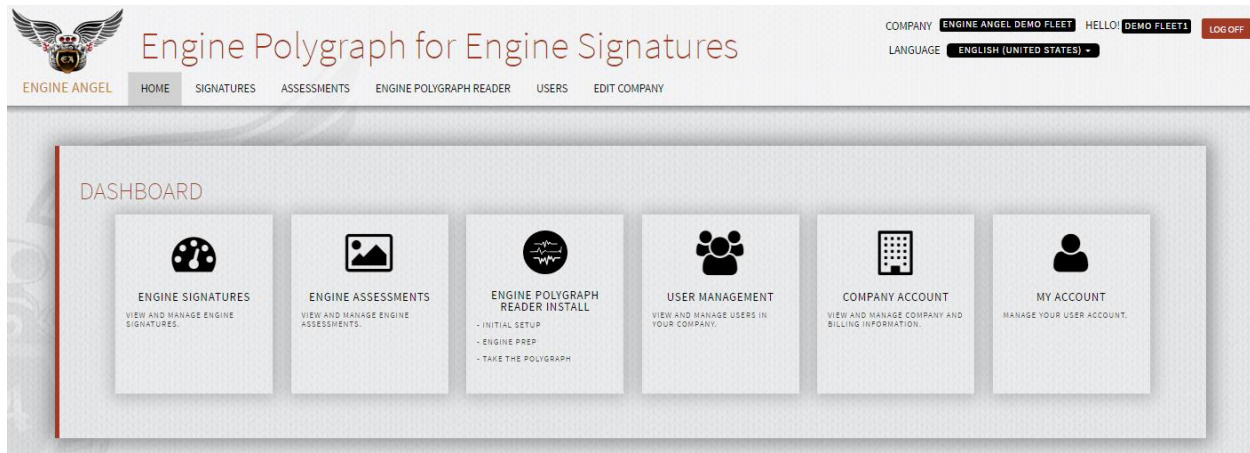 COMPANY ENGINE ANGEL DEMO FLEET HELLO! DEMO FLEET1 LOG OFF
Engine Polygraph for Engine Signatures
LANGUAGE ENGLISH (UNITED STATES)
EA
ENGINE ANGEL HOME SIGNATURES ASSESSMENTS ENGINE POLYGRAPH READER USERS EDIT COMPANY
DASHBOARD
ENGINE SIGNATURES
VIEW AND MANAGE ENGINE
SIGNATURES.
ENGINE ASSESSMENTS
VIEW AND MANAGE ENGINE
ASSESSMENTS.
ENGINE POLYGRAPH
READER INSTALL
- INITIAL SETUP
- ENGINE PREP
- TAKE THE POLYGRAPH
USER MANAGEMENT
VIEW AND MANAGE USERS IN
YOUR COMPANY.
COMPANY ACCOUNT
VIEW AND MANAGE COMPANY AND
BILLING INFORMATION.
MY ACCOUNT
MANAGE YOUR USER ACCOUNT.